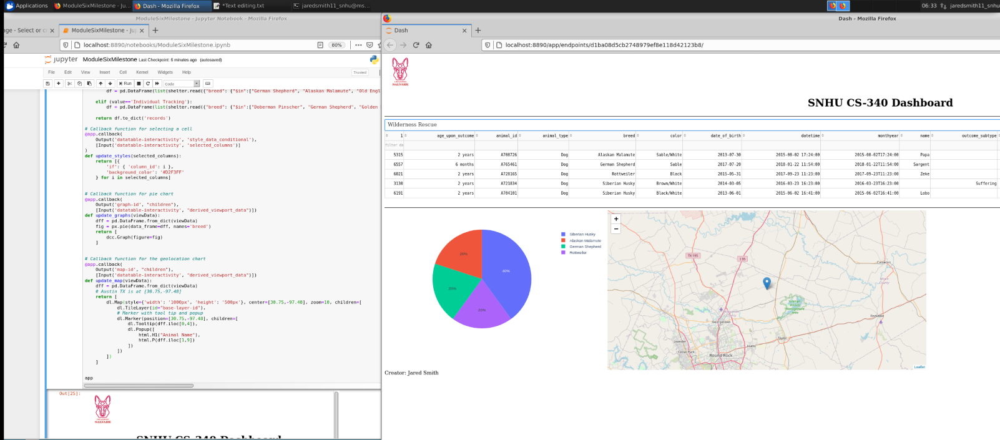 Applications ModuleSixMilestone - Ju... Dash - Mozilla Firefox *Text editing.txt jaredsmith11_snhu@ms... 06:33 jaredsmith11_snhu
ModuleSixMilestone - Jupyter Notebook - Mozilla Firefox
age - Select or c ModuleSixMilestone - Jup
localhost:8890/notebooks/ModuleSixMilestone.ipynb 80%
jupyter ModuleSixMilestone Last Checkpoint: 6 minutes ago (autosaved)
File Edit View Insert Cell Kernel Widgets Help Trusted
Run Code
df = pd.DataFrame(list(shelter.read({"breed": {"$in":["German Shepherd", "Alaskan Malamute", "Old Engl
elif (value=='Individual Tracking'):
df = pd.DataFrame(list(shelter.read({"breed": {"$in":["Doberman Pinscher", "German Shepherd", "Golden
return df.to_dict('records')
# Callback function for selecting a cell
@app.callback(
Output('datatable-interactivity', 'style_data_conditional'),
[Input('datatable-interactivity', 'selected_columns')]
)
def update_styles(selected_columns):
return [{
'if': { 'column_id': i },
'background_color': '#D2F3FF'
} for i in selected_columns]
# Callback function for pie chart
@app.callback(
Output('graph-id', "children"),
[Input('datatable-interactivity', "derived_viewport_data")])
def update_graphs(viewData):
dff = pd.DataFrame.from_dict(viewData)
fig = px.pie(data_frame=dff, names='breed')
return [
dcc.Graph(figure=fig)
]
# Callback function for the geolocation chart
@app.callback(
Output('map-id', "children"),
[Input('datatable-interactivity', "derived_viewport_data")])
def update_map(viewData):
dff = pd.DataFrame.from_dict(viewData)
# Austin TX is at [30.75,-97.48]
return [
dl.Map(style={'width': '1000px', 'height': '500px'}, center=[30.75,-97.48], zoom=10, children=[
dl.TileLayer(id="base-layer-id"),
# Marker with tool tip and popup
dl.Marker(position=[30.75,-97.48], children=[
dl.Tooltip(dff.iloc[0,4]),
dl.Popup([
html.H1("Animal Name"),
html.P(dff.iloc[1,9])
])
])
])
]
app
Out[25]:
SALVARE
SNHU CS-340 Dashboard
Dash - Mozilla Firefox
Dash
localhost:8890/app/endpoints/d1ba08d5cb2748979ef8e118d42123b8/
SALVARE
SNHU CS-340 Dashboard
Wilderness Rescue
1 age_upon_outcome animal_id animal_type breed color date_of_birth datetime monthyear name outcome_subtype
filter da
5315 2 years A708726 Dog Alaskan Malamute Sable/White 2013-07-30 2015-08-02 17:24:00 2015-08-02T17:24:00 Papa
6557 6 months A765461 Dog German Shepherd Sable 2017-07-20 2018-01-22 11:54:00 2018-01-22T11:54:00 Sargent
6021 2 years A728165 Dog Rottweiler Black 2015-05-31 2017-09-23 11:23:00 2017-09-23T11:23:00 Zeke
3130 2 years A721834 Dog Siberian Husky Brown/White 2014-03-05 2016-03-23 16:23:00 2016-03-23T16:23:00 Suffering
6191 2 years A704101 Dog Siberian Husky Black/White 2013-06-01 2015-06-02 16:41:00 2015-06-02T16:41:00 Lobo
20%
40%
20%
20%
Siberian Husky
Alaskan Malamute
German Shepherd
Rottweiler
+
−
TX 195
I 35
Cameron
Georgetown
Rockdale
Leander
Hutto
Taylor
Cedar Park
Round Rock
Leaflet
Creator: Jared Smith